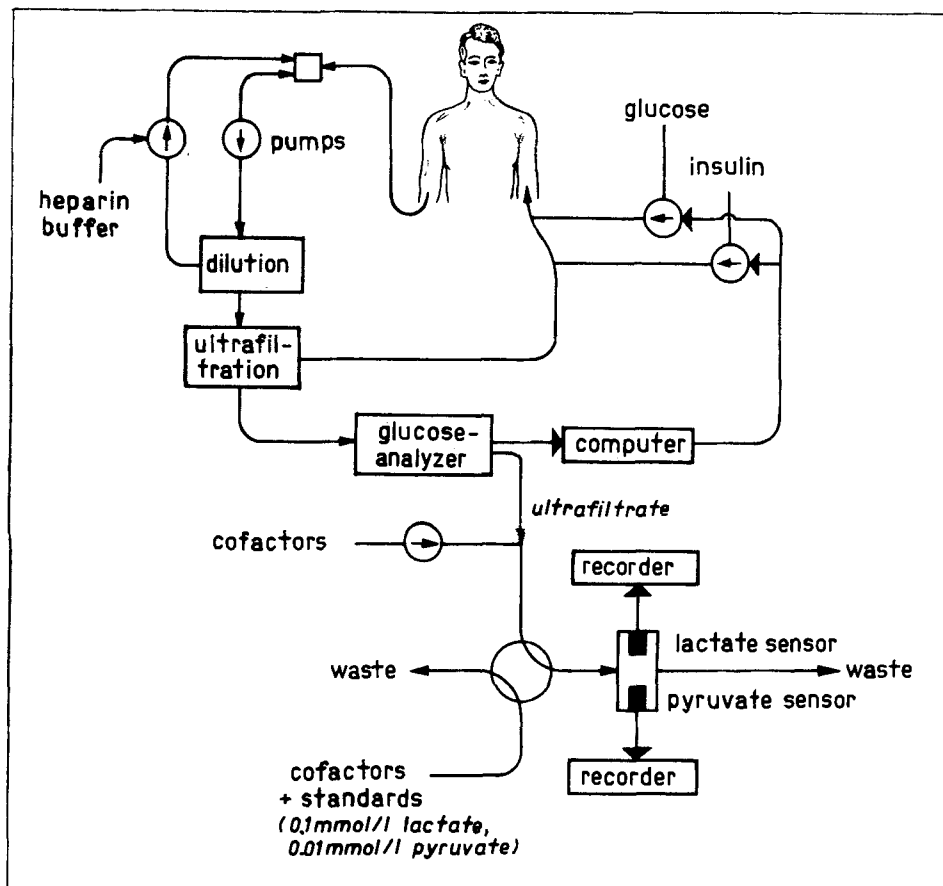 glucose
insulin
pumps
heparin
buffer
dilution
ultrafil-
tration
glucose-
analyzer
computer
ultrafiltrate
cofactors
recorder
lactate sensor
waste
waste
pyruvate sensor
cofactors
+ standards
(0.1mmol/l lactate,
0.01mmol/l pyruvate)
recorder